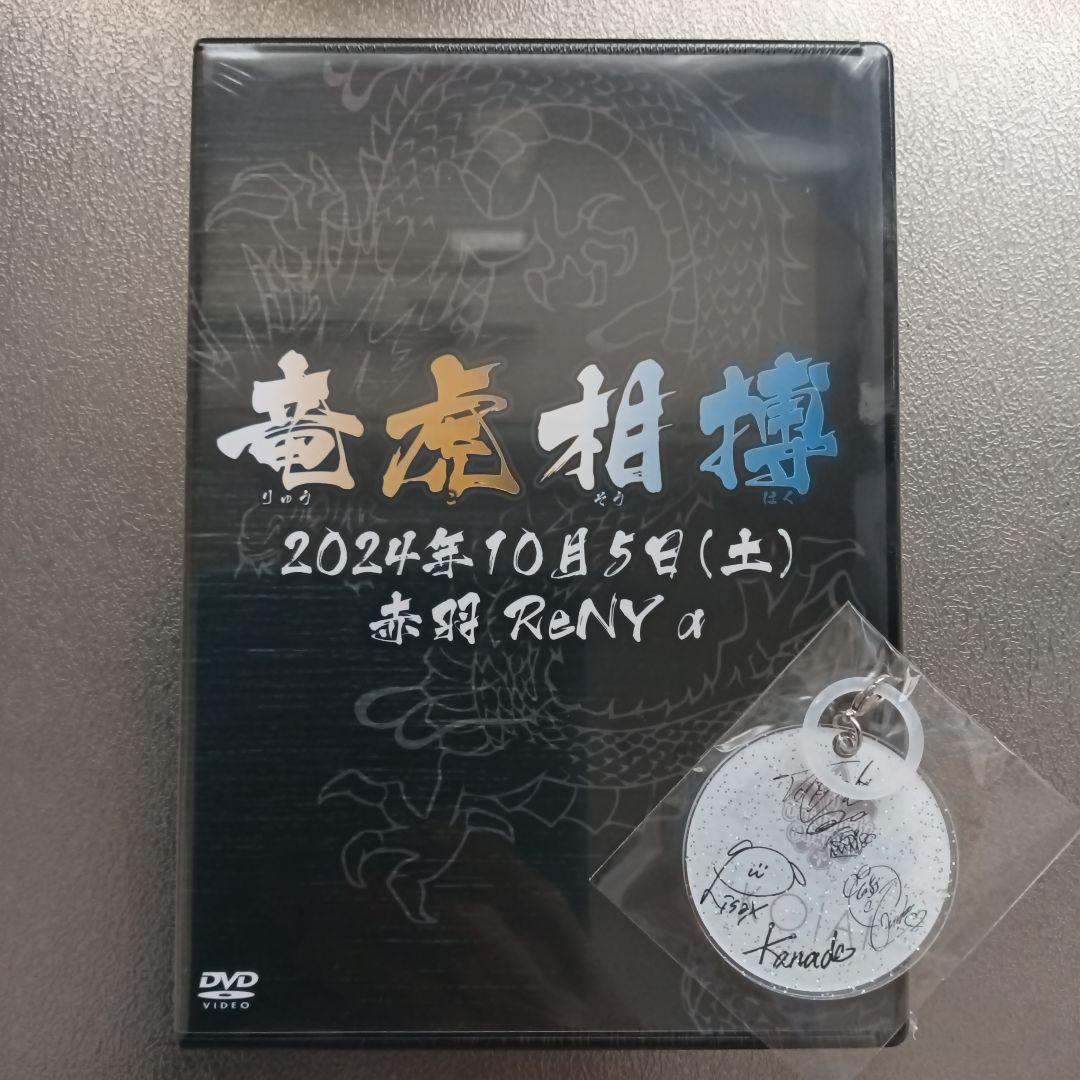 竜虎相搏
りゅう こ そう はく
2024年10月5日(土)
赤羽 ReNY α
DVD
VIDEO
LiSAX
Kanade